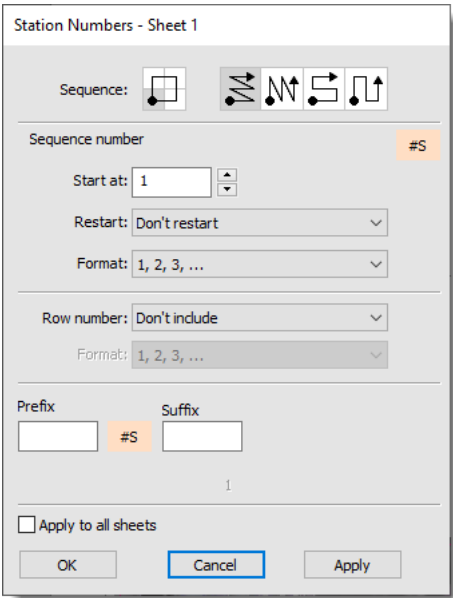 Station Numbers - Sheet 1
Sequence:
Sequence number
#S
Start at: 1
Restart: Don't restart
Format: 1, 2, 3, ...
Row number: Don't include
Format: 1, 2, 3, ...
Prefix Suffix
#S
1
Apply to all sheets
OK Cancel Apply